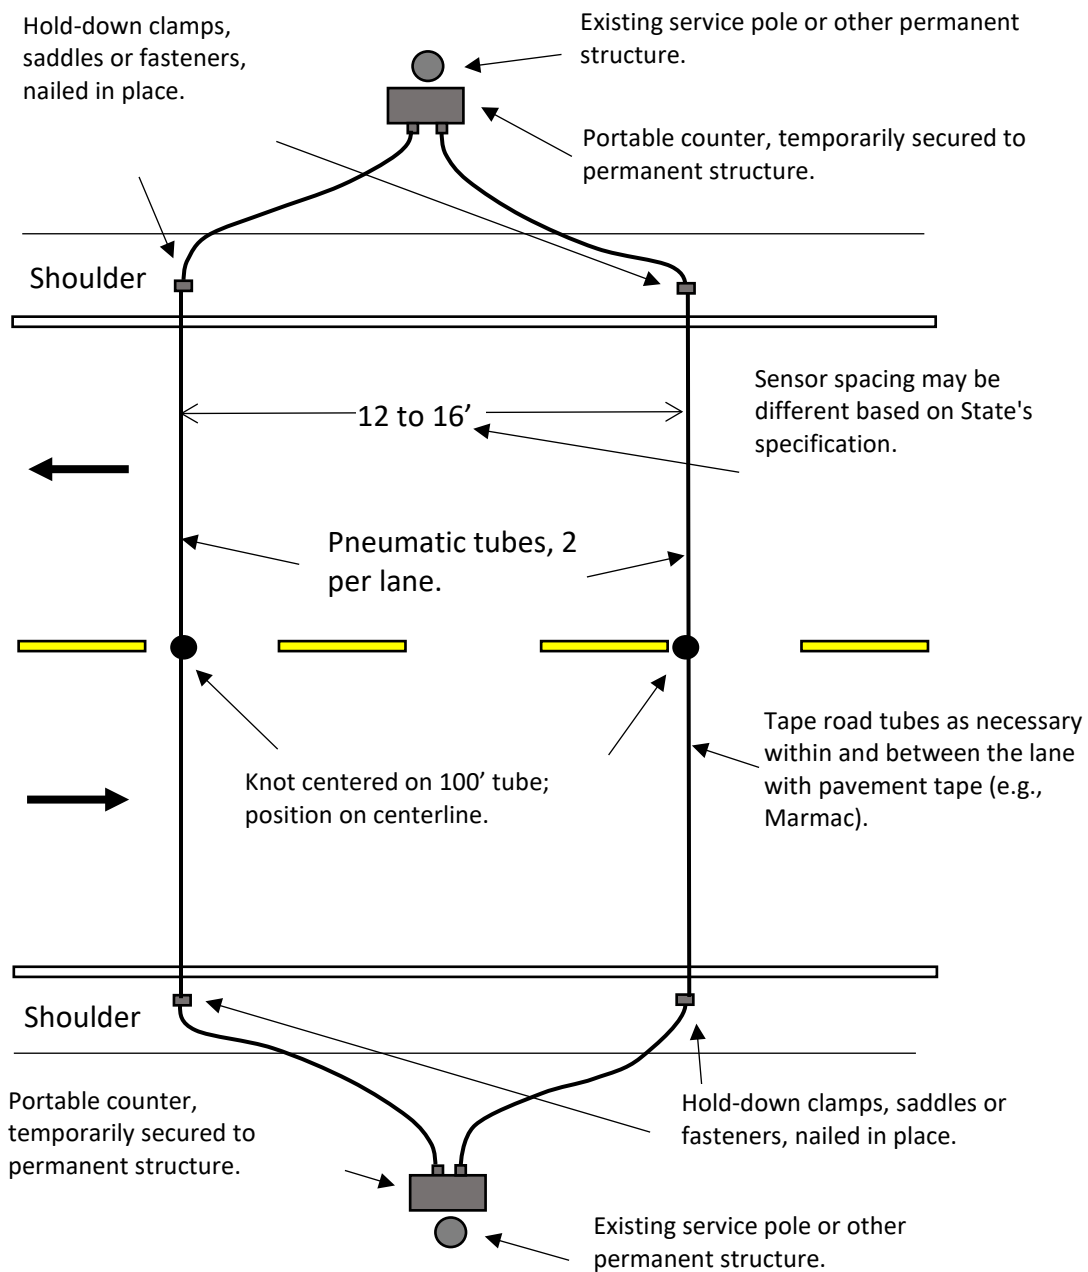 Hold-down clamps,
saddles or fasteners,
nailed in place.
Existing service pole or other permanent
structure.
Portable counter, temporarily secured to
permanent structure.
Shoulder
Sensor spacing may be
different based on State's
specification.
12 to 16’
Pneumatic tubes, 2
per lane.
Tape road tubes as necessary
within and between the lane
with pavement tape (e.g.,
Marmac).
Knot centered on 100’ tube;
position on centerline.
Shoulder
Portable counter,
temporarily secured to
permanent structure.
Hold-down clamps, saddles or
fasteners, nailed in place.
Existing service pole or other
permanent structure.